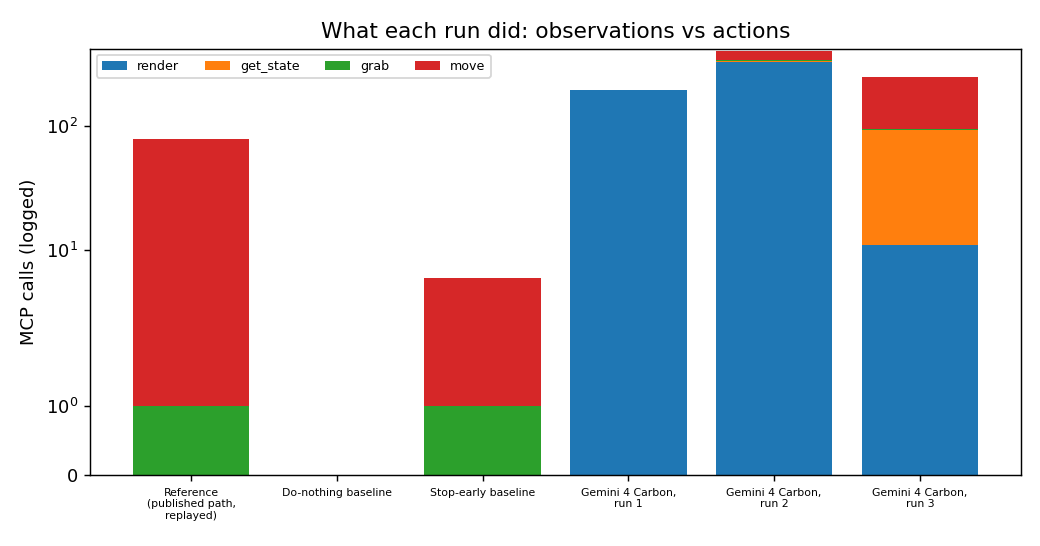 What each run did: observations vs actions
render get_state grab move
MCP calls (logged)
10²
10¹
10⁰
0
Reference
(published path,
replayed)
Do-nothing baseline
Stop-early baseline
Gemini 4 Carbon,
run 1
Gemini 4 Carbon,
run 2
Gemini 4 Carbon,
run 3